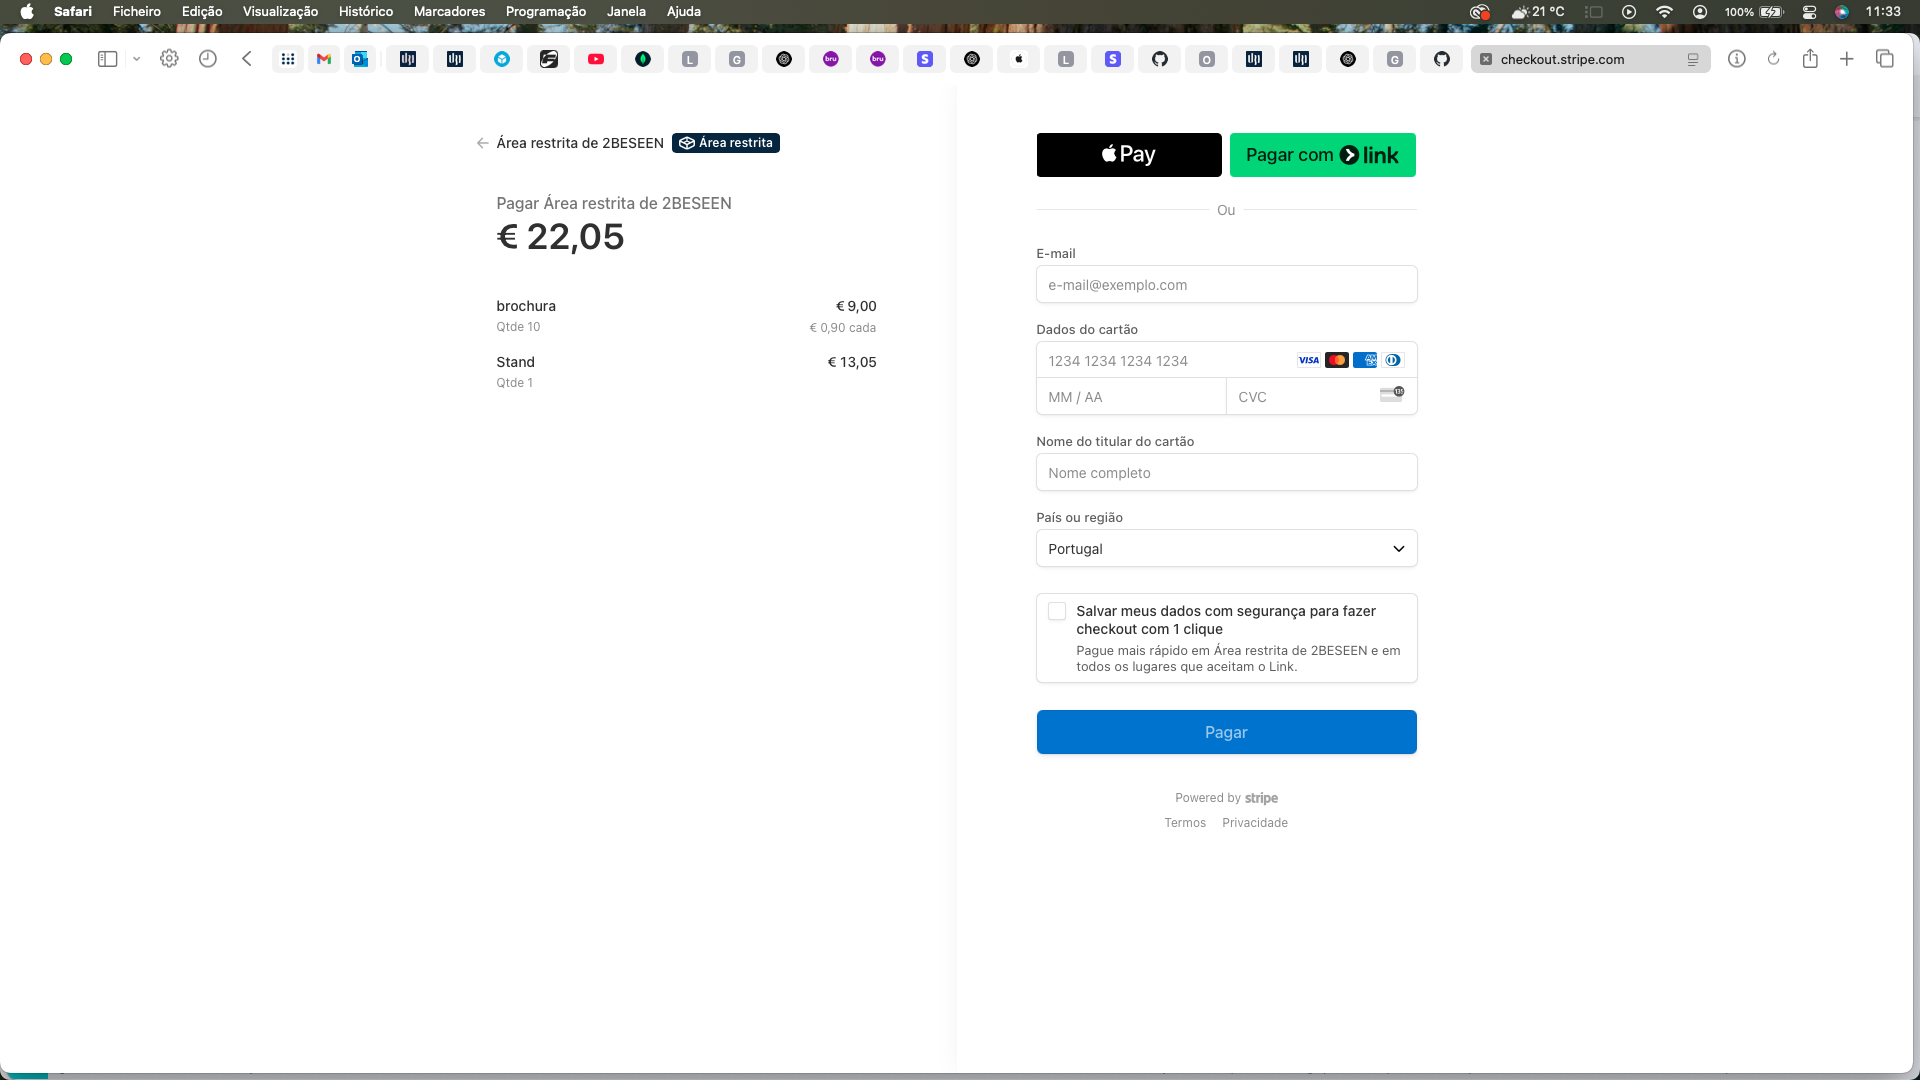 Safari Ficheiro Edição Visualização Histórico Marcadores Programação Janela Ajuda 21 °C 100% 11:33
bru bru checkout.stripe.com
Área restrita de 2BESEEN Área restrita
Pagar Área restrita de 2BESEEN
€ 22,05
brochura € 9,00
Qtde 10 € 0,90 cada
Stand € 13,05
Qtde 1
Pay Pagar com link
Ou
E-mail
e-mail@exemplo.com
Dados do cartão
1234 1234 1234 1234 VISA
MM / AA CVC
Nome do titular do cartão
Nome completo
País ou região
Portugal
Salvar meus dados com segurança para fazer
checkout com 1 clique
Pague mais rápido em Área restrita de 2BESEEN e em
todos os lugares que aceitam o Link.
Pagar
Powered by stripe
Termos Privacidade